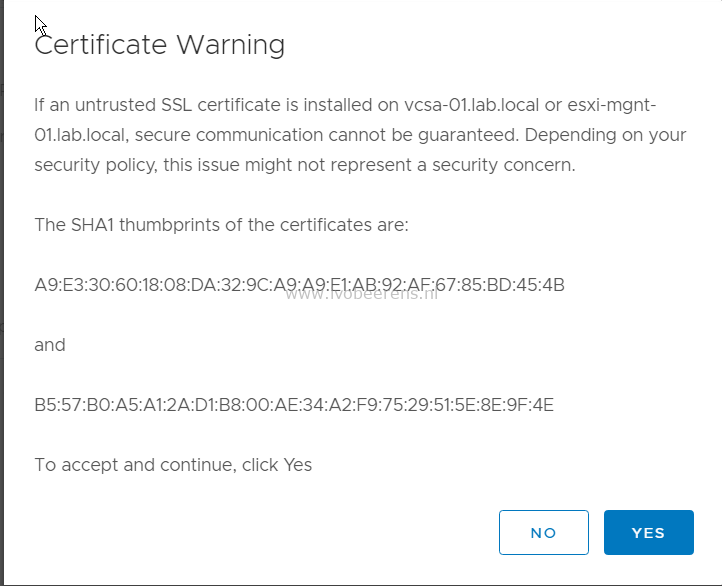 Certificate Warning
If an untrusted SSL certificate is installed on vcsa-01.lab.local or esxi-mgnt-
01.lab.local, secure communication cannot be guaranteed. Depending on your
security policy, this issue might not represent a security concern.
The SHA1 thumbprints of the certificates are:
A9:E3:30:60:18:08:DA:32:9C:A9:A9:E1:AB:92:AF:67:85:BD:45:4B
www.ivobeerens.nl
and
B5:57:B0:A5:A1:2A:D1:B8:00:AE:34:A2:F9:75:29:51:5E:8E:9F:4E
To accept and continue, click Yes
NO YES